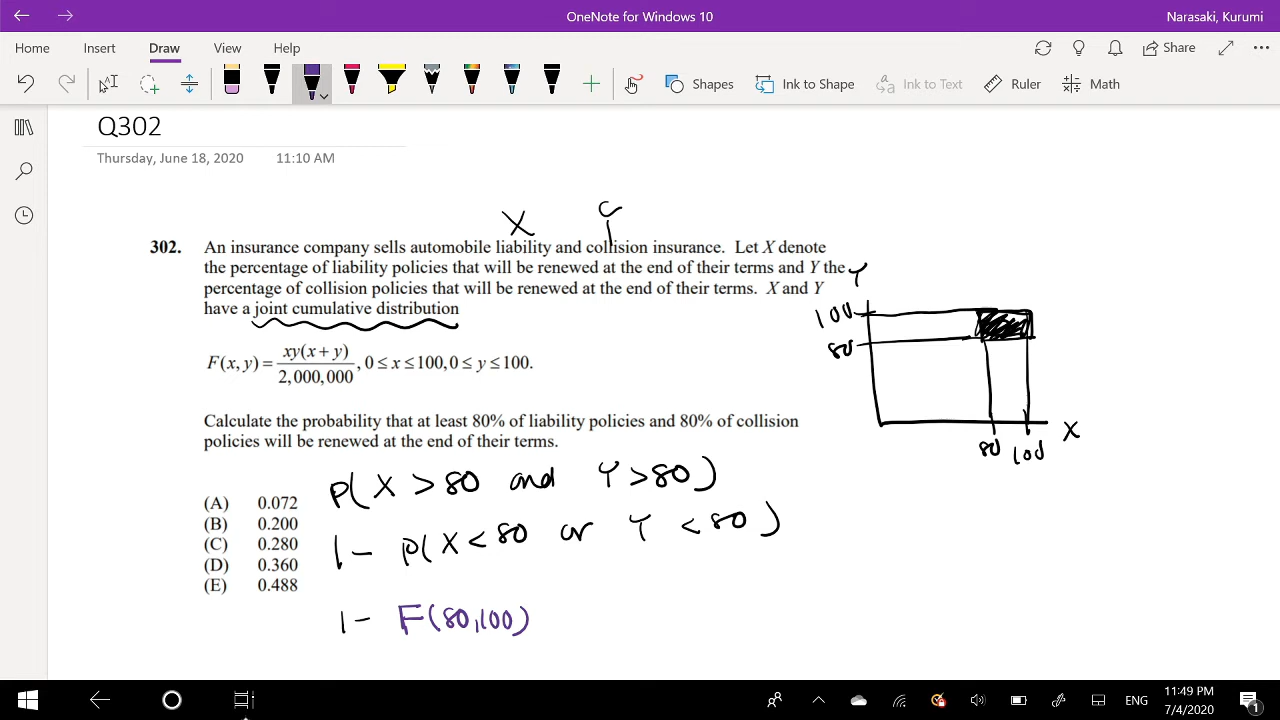 OneNote for Windows 10
Narasaki, Kurumi
Home Insert Draw View Help
Share
Shapes Ink to Shape Ink to Text Ruler Math
Q302
Thursday, June 18, 2020 11:10 AM
X Y
302. An insurance company sells automobile liability and collision insurance. Let X denote
the percentage of liability policies that will be renewed at the end of their terms and Y the
percentage of collision policies that will be renewed at the end of their terms. X and Y
have a joint cumulative distribution
F(x, y) = xy(x + y) / 2,000,000 , 0 ≤ x ≤ 100, 0 ≤ y ≤ 100.
Calculate the probability that at least 80% of liability policies and 80% of collision
policies will be renewed at the end of their terms.
(A) 0.072
(B) 0.200
(C) 0.280
(D) 0.360
(E) 0.488
P(X > 80 and Y > 80)
1 - P(X < 80 or Y < 80)
1 - F(80,100)
Y
100
80
80 100 X
ENG
11:49 PM
7/4/2020
1